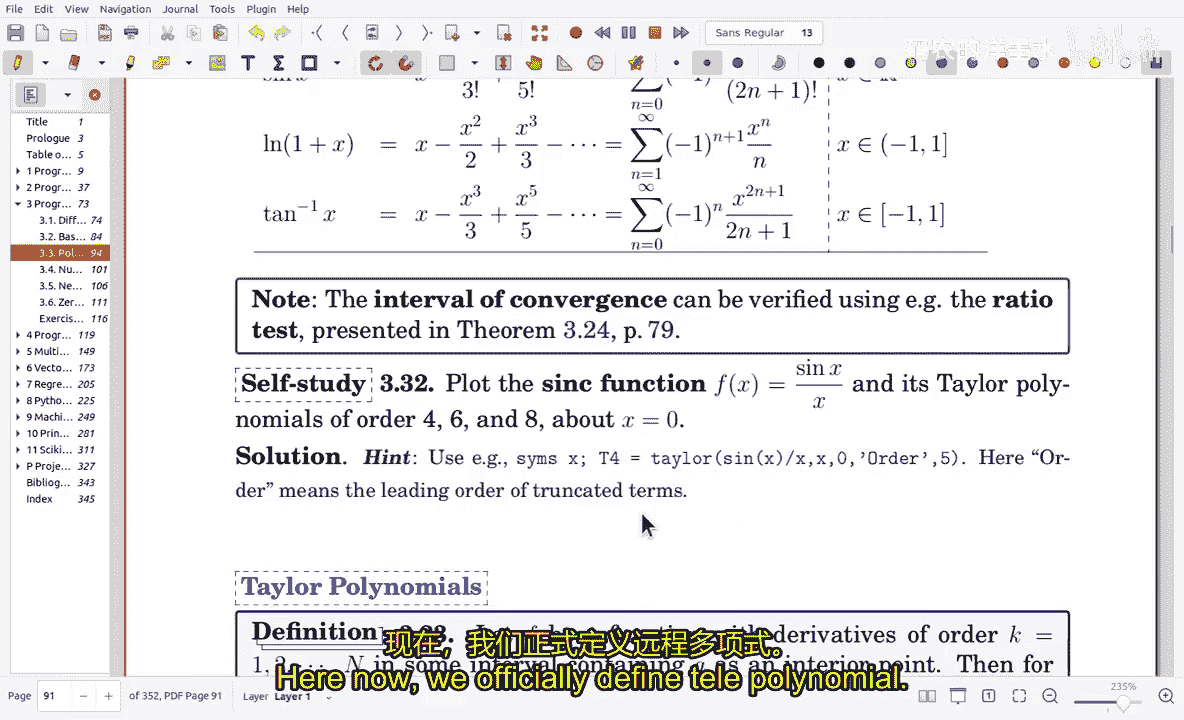 File Edit View Navigation Journal Tools Plugin Help
Sans Regular 13
Title 1
Prologue 3
Table o... 5
1 Progr... 9
2 Progr... 37
3 Progr... 73
3.1. Diff... 74
3.2. Bas... 84
3.3. Pol... 94
3.4. Nu... 101
3.5. Ne... 106
3.6. Zer... 111
Exercis... 116
4 Progr... 119
5 Multi... 149
6 Vecto... 173
7 Regre... 205
8 Pytho... 225
9 Machi... 249
10 Prin... 281
11 Sciki... 311
P Proje... 327
Bibliog... 343
Index 345
3! 5! n=0 (2n + 1)!
ln(1 + x) = x − x²/2 + x³/3 − ⋯ = ∑_{n=1}^{∞} (−1)^{n+1} xⁿ/n x ∈ (−1, 1]
tan⁻¹ x = x − x³/3 + x⁵/5 − ⋯ = ∑_{n=0}^{∞} (−1)ⁿ x^{2n+1}/(2n + 1) x ∈ [−1, 1]
Note: The interval of convergence can be verified using e.g. the ratio
test, presented in Theorem 3.24, p. 79.
Self-study 3.32. Plot the sinc function f(x) = sin x/x and its Taylor poly-
nomials of order 4, 6, and 8, about x = 0.
Solution. Hint: Use e.g., syms x; T4 = taylor(sin(x)/x,x,0,'Order',5). Here “Or-
der” means the leading order of truncated terms.
Taylor Polynomials
Definition with derivatives of order k =
1, 2, N in some interval containing as an interior point. Then for
现在，我们正式定义远程多项式。
Here now, we officially define tele polynomial.
Page 91 − + of 352, PDF Page 91 Layer Layer 1 235%